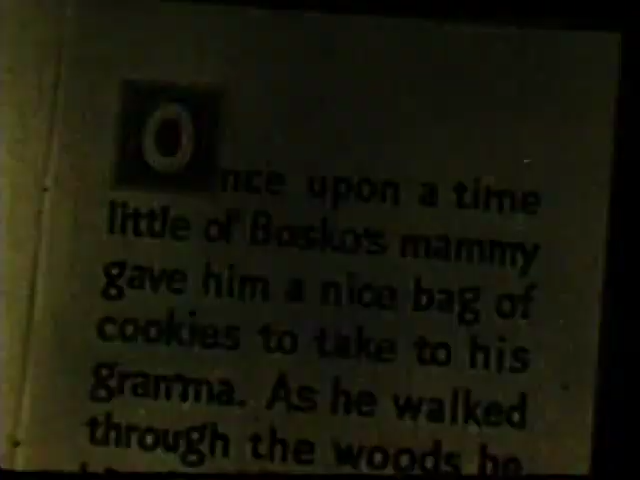 Once upon a time
little ol' Bosko's mammy
gave him a nice bag of
cookies to take to his
gramma. As he walked
through the woods he